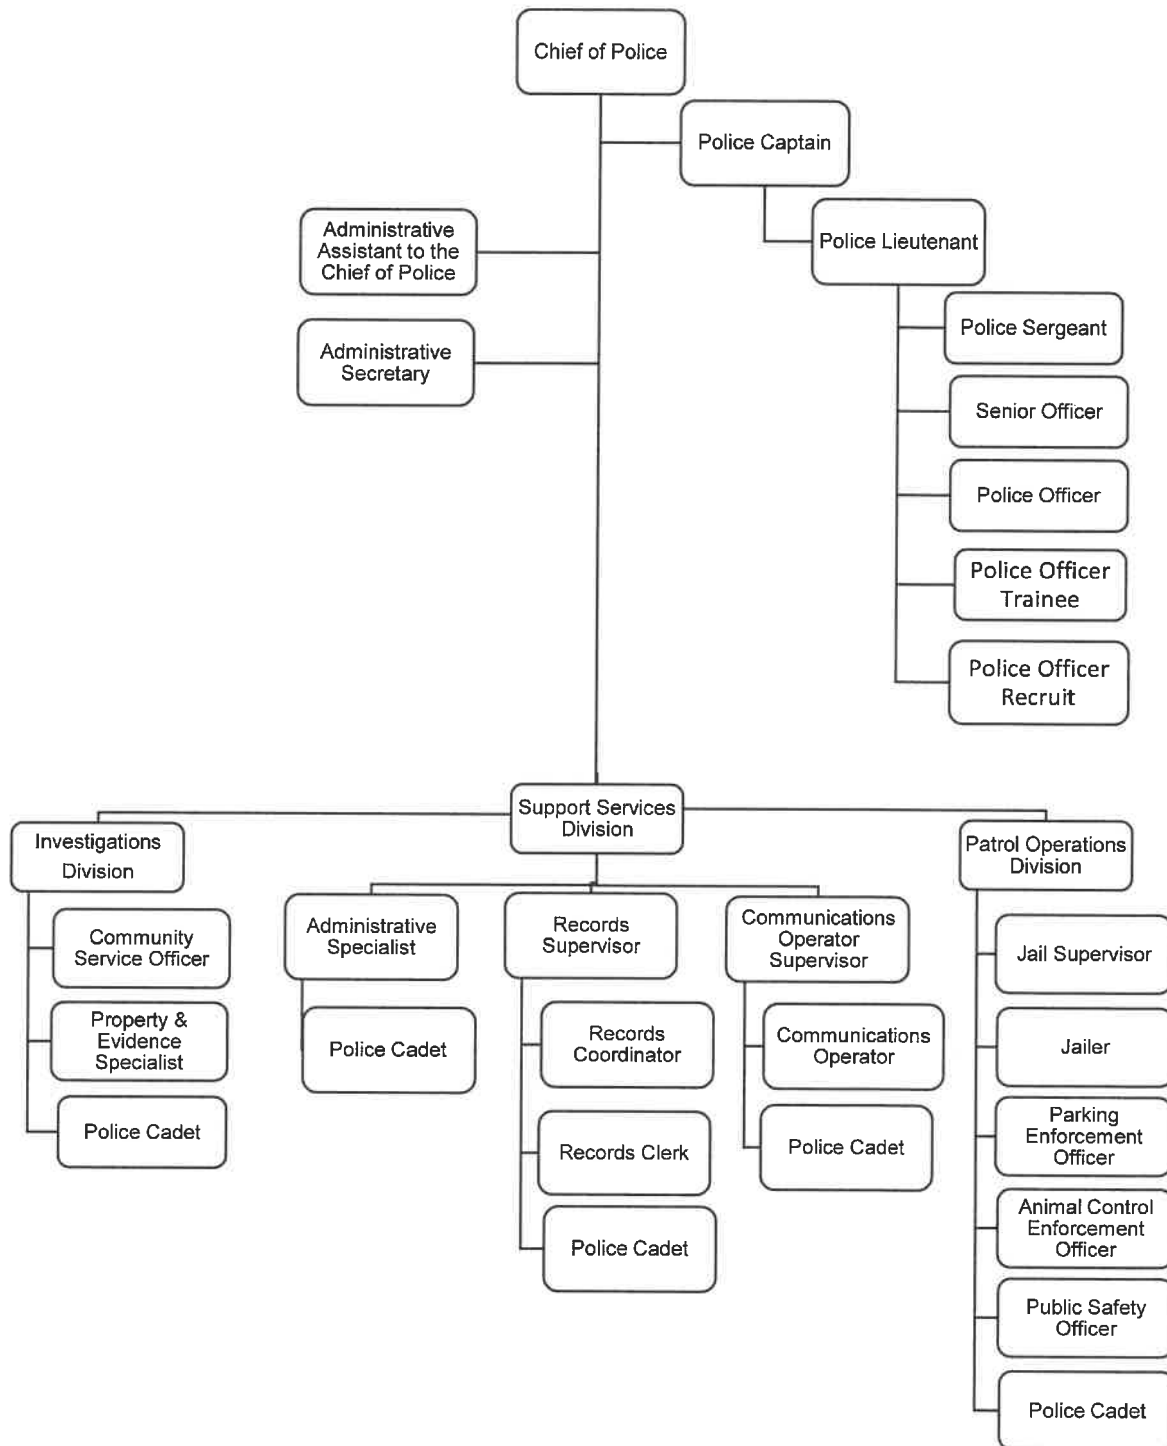 Chief of Police
Police Captain
Administrative
Assistant to the
Chief of Police
Police Lieutenant
Police Sergeant
Administrative
Secretary
Senior Officer
Police Officer
Police Officer
Trainee
Police Officer
Recruit
Support Services
Division
Investigations
Division
Patrol Operations
Division
Community
Service Officer
Property &
Evidence
Specialist
Police Cadet
Administrative
Specialist
Police Cadet
Records
Supervisor
Records
Coordinator
Records Clerk
Police Cadet
Communications
Operator
Supervisor
Communications
Operator
Police Cadet
Jail Supervisor
Jailer
Parking
Enforcement
Officer
Animal Control
Enforcement
Officer
Public Safety
Officer
Police Cadet